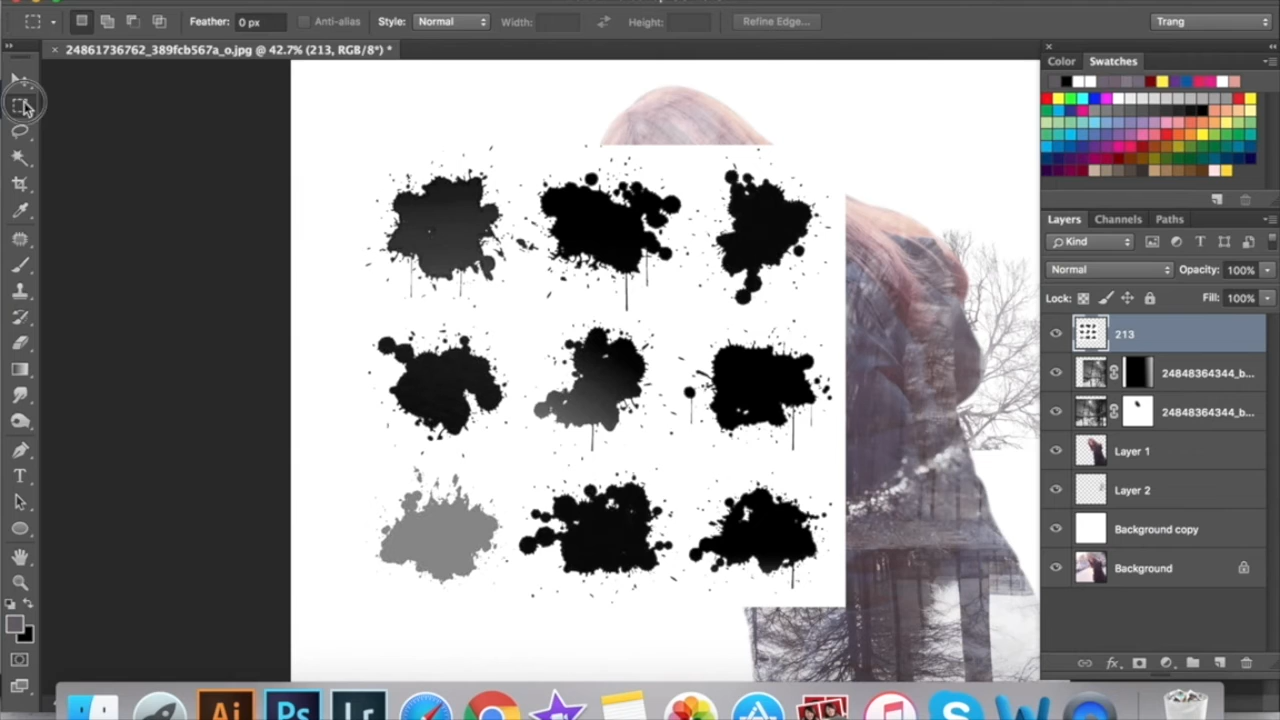 Feather: 0 px Anti-alias Style: Normal Width: Height: Refine Edge... Trang
24861736762_389fcb567a_o.jpg @ 42.7% (213, RGB/8*) *
Color Swatches
Layers Channels Paths
Kind
Normal Opacity: 100%
Lock: Fill: 100%
213
24848364344_b...
24848364344_b...
Layer 1
Layer 2
Background copy
Background
T
Ai Ps Lr S W